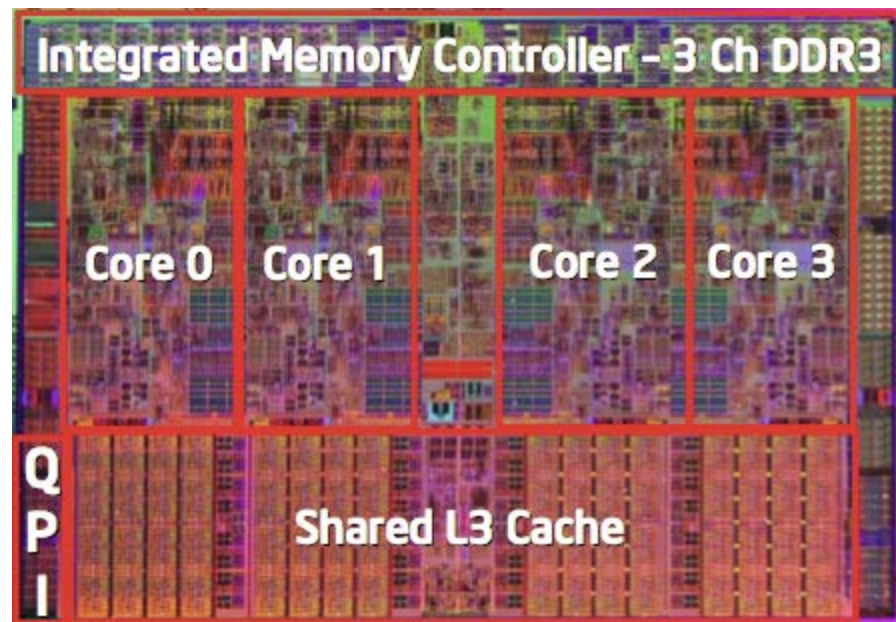 Integrated Memory Controller – 3 Ch DDR3
Core 0
Core 1
Core 2
Core 3
Q
P
I
Shared L3 Cache